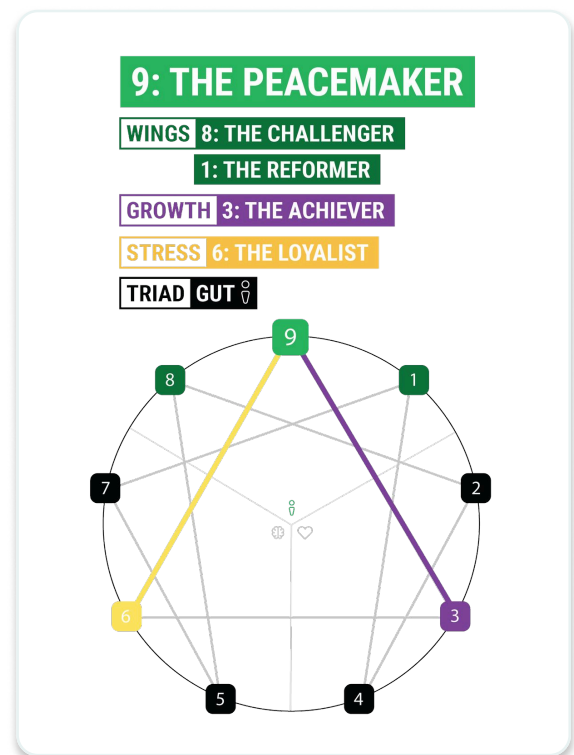 9: THE PEACEMAKER
WINGS 8: THE CHALLENGER
1: THE REFORMER
GROWTH 3: THE ACHIEVER
STRESS 6: THE LOYALIST
TRIAD GUT
9
8
1
7
2
6
3
5
4